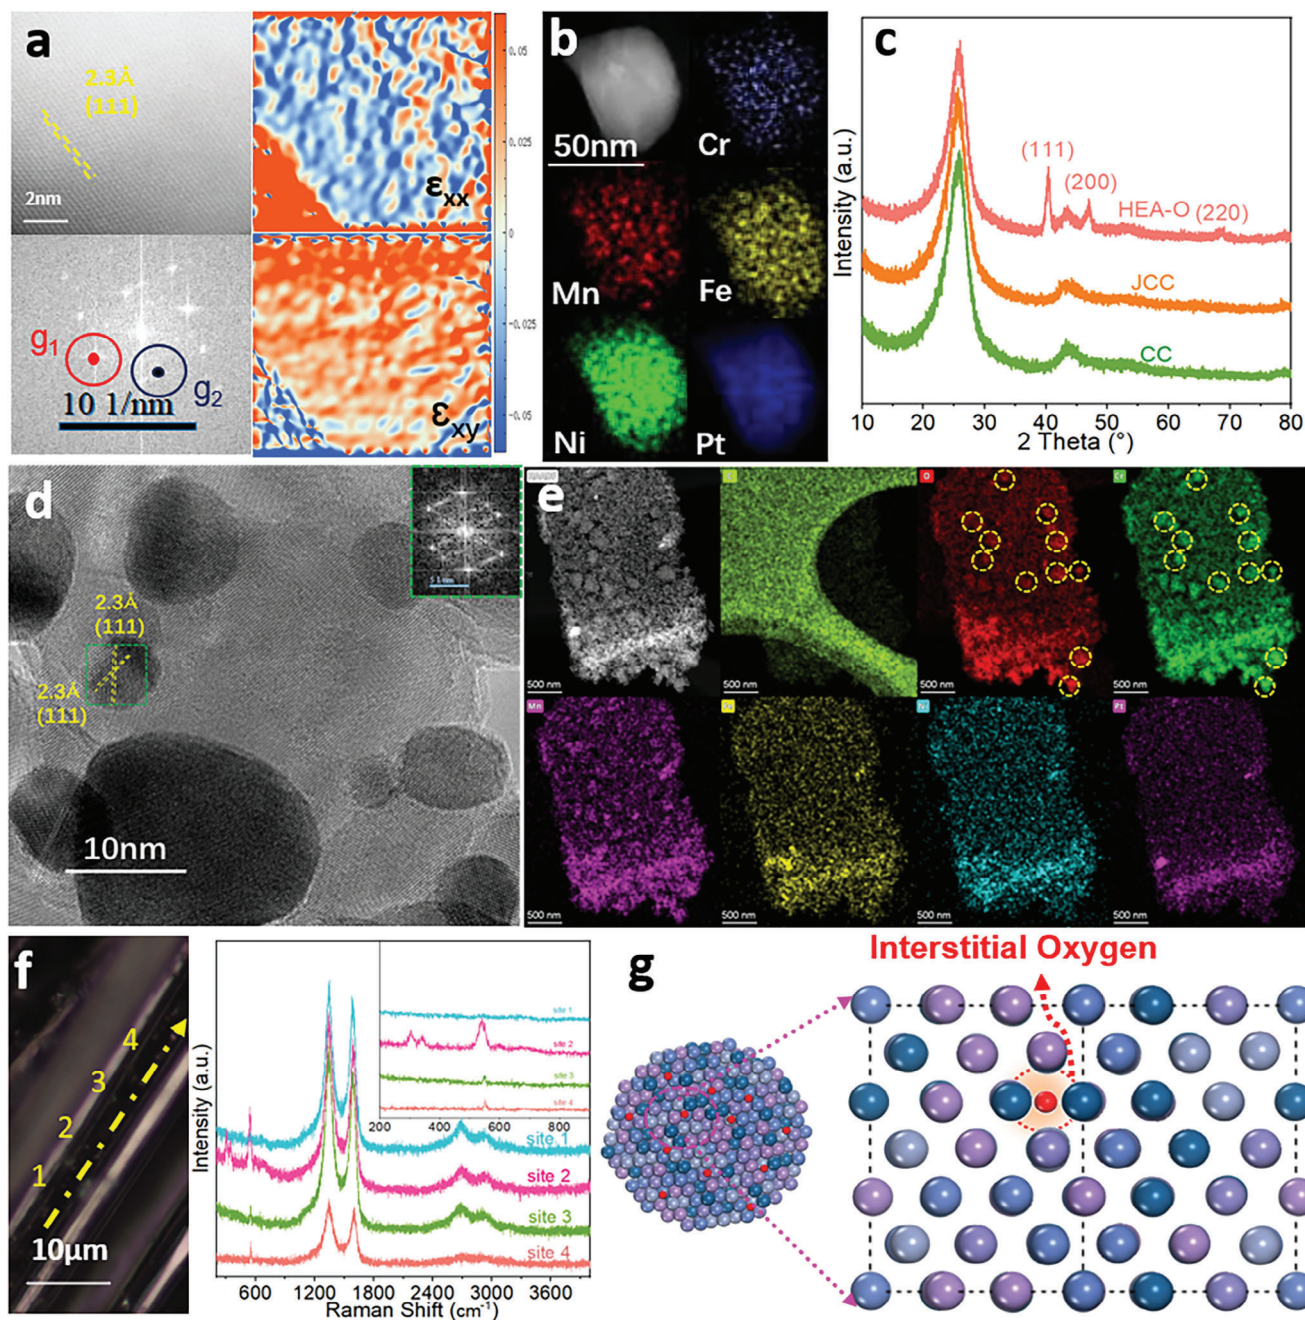 a
2.3Å
(111)
2nm
εxx
g1
g2
10 1/nm
εxy
0.05
0.025
0
-0.025
-0.05
b
50nm
Cr
Mn
Fe
Ni
Pt
c
Intensity (a.u.)
(111)
(200)
HEA-O (220)
JCC
CC
10 20 30 40 50 60 70 80
2 Theta (°)
d
2.3Å
(111)
2.3Å
(111)
10nm
e
O
Cr
500 nm
500 nm
500 nm
500 nm
Mn
Pt
500 nm
500 nm
500 nm
500 nm
f
4
3
2
1
10μm
Intensity (a.u.)
site 1
site 2
site 3
site 4
200 400 600 800
site 1
site 2
site 3
site 4
600 1200 1800 2400 3000 3600
Raman Shift (cm⁻¹)
g
Interstitial Oxygen